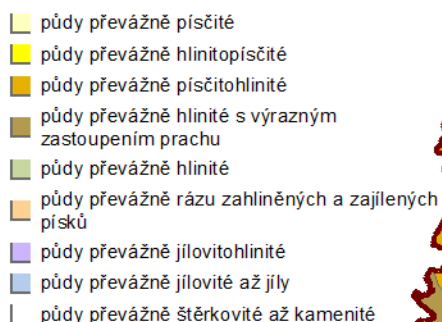 půdy převážně písčité
půdy převážně hlinitopísčité
půdy převážně písčitohlinité
půdy převážně hlinité s výrazným
zastoupením prachu
půdy převážně hlinité
půdy převážně rázu zahliněných a zajílených
písků
půdy převážně jílovitohlinité
půdy převážně jílovité až jíly
půdy převážně štěrkovité až kamenité